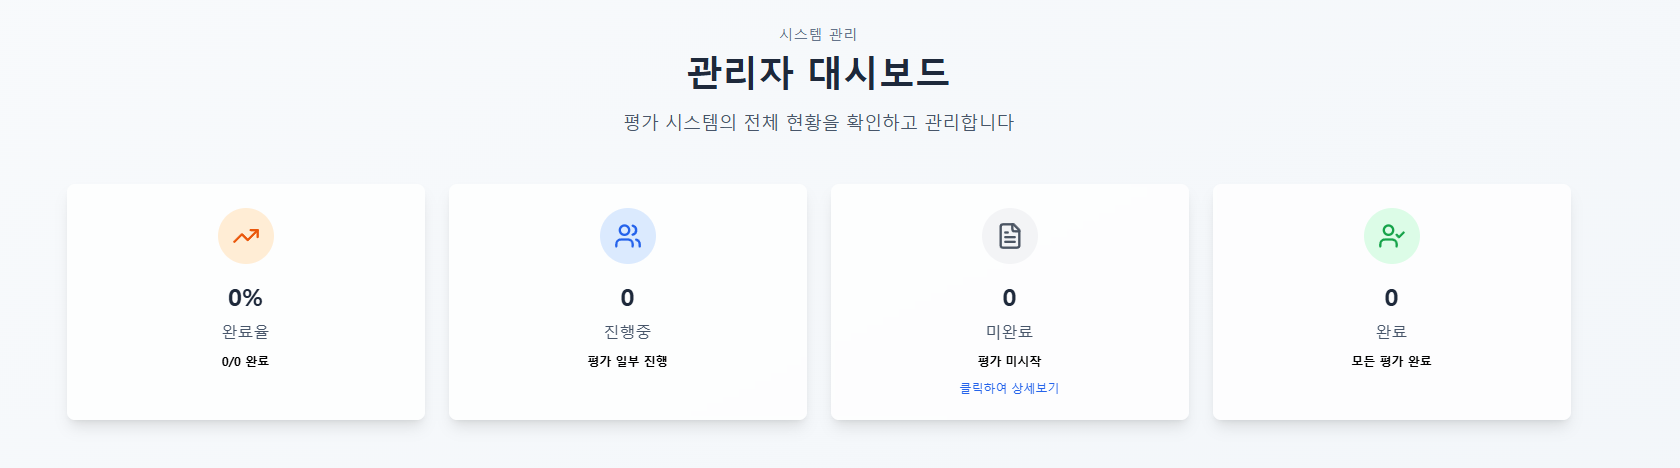 시스템 관리
관리자 대시보드
평가 시스템의 전체 현황을 확인하고 관리합니다
0%
완료율
0/0 완료
0
진행중
평가 일부 진행
0
미완료
평가 미시작
클릭하여 상세보기
0
완료
모든 평가 완료